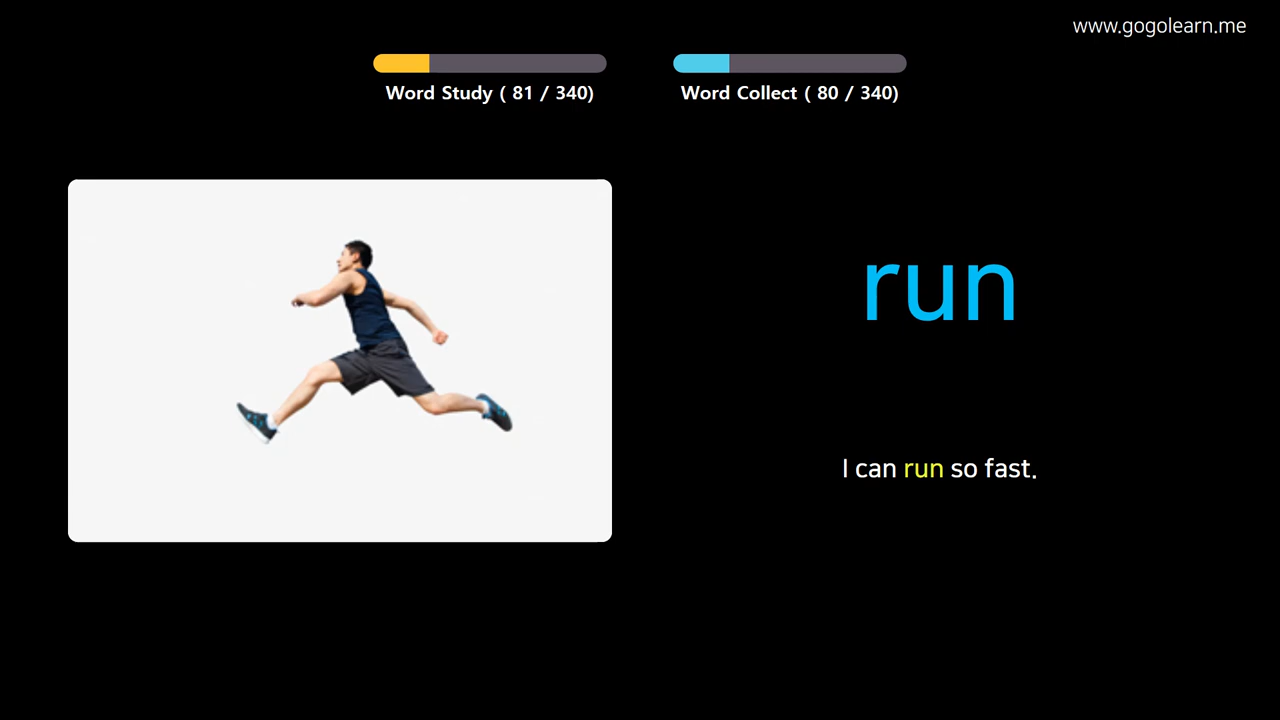 www.gogolearn.me
Word Study ( 81 / 340)
Word Collect ( 80 / 340)
run
I can run so fast.